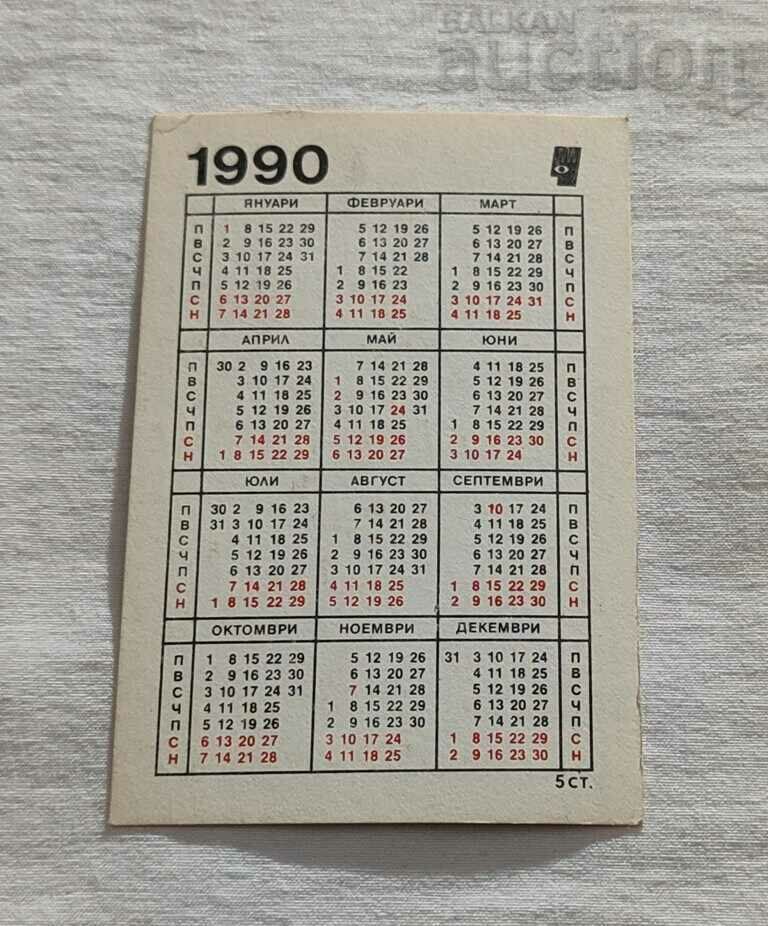 BALKAN
auction
1990
ЯНУАРИ ФЕВРУАРИ МАРТ
П 1 8 15 22 29 5 12 19 26 5 12 19 26 П
В 2 9 16 23 30 6 13 20 27 6 13 20 27 В
С 3 10 17 24 31 7 14 21 28 7 14 21 28 С
Ч 4 11 18 25 1 8 15 22 1 8 15 22 29 Ч
П 5 12 19 26 2 9 16 23 2 9 16 23 30 П
С 6 13 20 27 3 10 17 24 3 10 17 24 31 С
Н 7 14 21 28 4 11 18 25 4 11 18 25 Н
АПРИЛ МАЙ ЮНИ
П 30 2 9 16 23 7 14 21 28 4 11 18 25 П
В 3 10 17 24 1 8 15 22 29 5 12 19 26 В
С 4 11 18 25 2 9 16 23 30 6 13 20 27 С
Ч 5 12 19 26 3 10 17 24 31 7 14 21 28 Ч
П 6 13 20 27 4 11 18 25 1 8 15 22 29 П
С 7 14 21 28 5 12 19 26 2 9 16 23 30 С
Н 1 8 15 22 29 6 13 20 27 3 10 17 24 Н
ЮЛИ АВГУСТ СЕПТЕМВРИ
П 30 2 9 16 23 6 13 20 27 3 10 17 24 П
В 31 3 10 17 24 7 14 21 28 4 11 18 25 В
С 4 11 18 25 1 8 15 22 29 5 12 19 26 С
Ч 5 12 19 26 2 9 16 23 30 6 13 20 27 Ч
П 6 13 20 27 3 10 17 24 31 7 14 21 28 П
С 7 14 21 28 4 11 18 25 1 8 15 22 29 С
Н 1 8 15 22 29 5 12 19 26 2 9 16 23 30 Н
ОКТОМВРИ НОЕМВРИ ДЕКЕМВРИ
П 1 8 15 22 29 5 12 19 26 31 3 10 17 24 П
В 2 9 16 23 30 6 13 20 27 4 11 18 25 В
С 3 10 17 24 31 7 14 21 28 5 12 19 26 С
Ч 4 11 18 25 1 8 15 22 29 6 13 20 27 Ч
П 5 12 19 26 2 9 16 23 30 7 14 21 28 П
С 6 13 20 27 3 10 17 24 1 8 15 22 29 С
Н 7 14 21 28 4 11 18 25 2 9 16 23 30 Н
5 СТ.